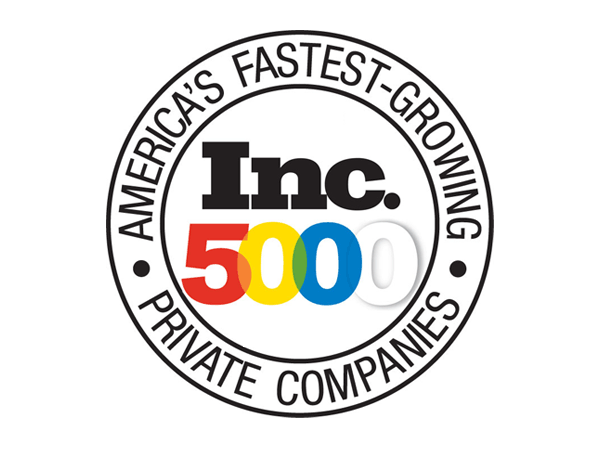 AMERICA'S FASTEST-GROWING
Inc.
5000
PRIVATE COMPANIES